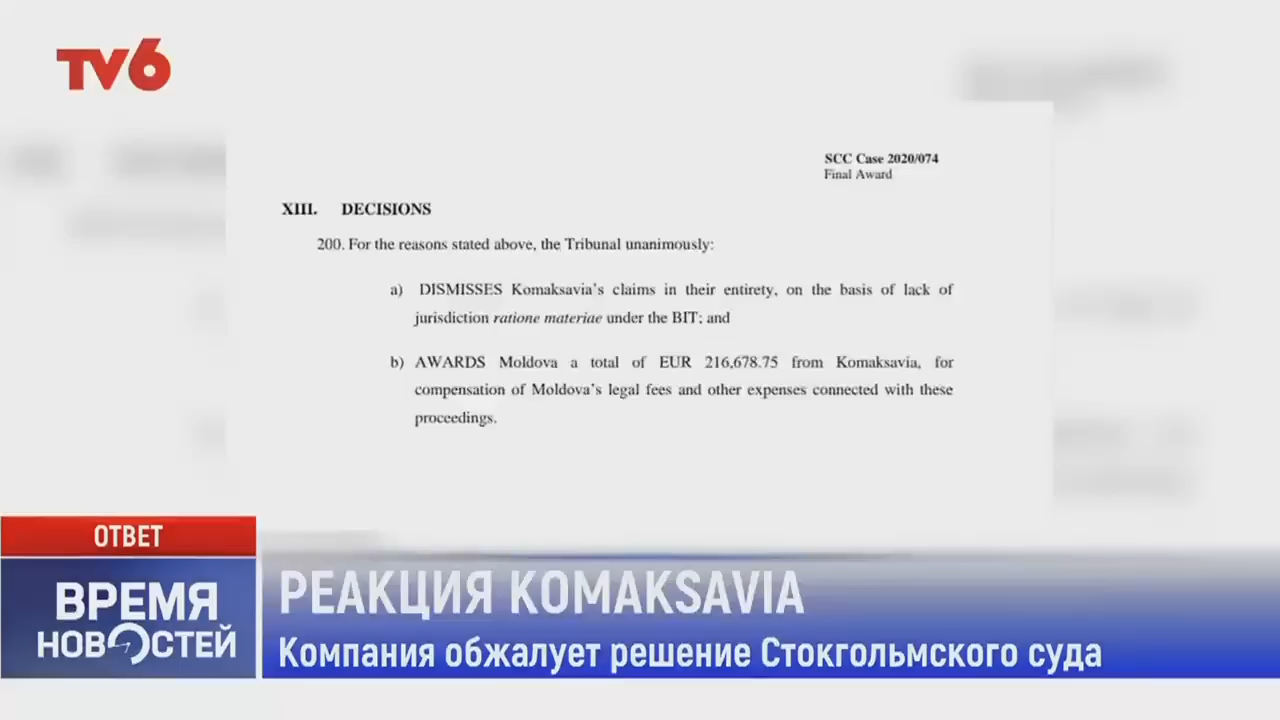 TV6
SCC Case 2020/074
Final Award
XIII. DECISIONS
200. For the reasons stated above, the Tribunal unanimously:
a) DISMISSES Komaksavia's claims in their entirety, on the basis of lack of
jurisdiction ratione materiae under the BIT; and
b) AWARDS Moldova a total of EUR 216,678.75 from Komaksavia, for
compensation of Moldova's legal fees and other expenses connected with these
proceedings.
ОТВЕТ
ВРЕМЯ
НОВОСТЕЙ
РЕАКЦИЯ KOMAKSAVIA
Компания обжалует решение Стокгольмского суда